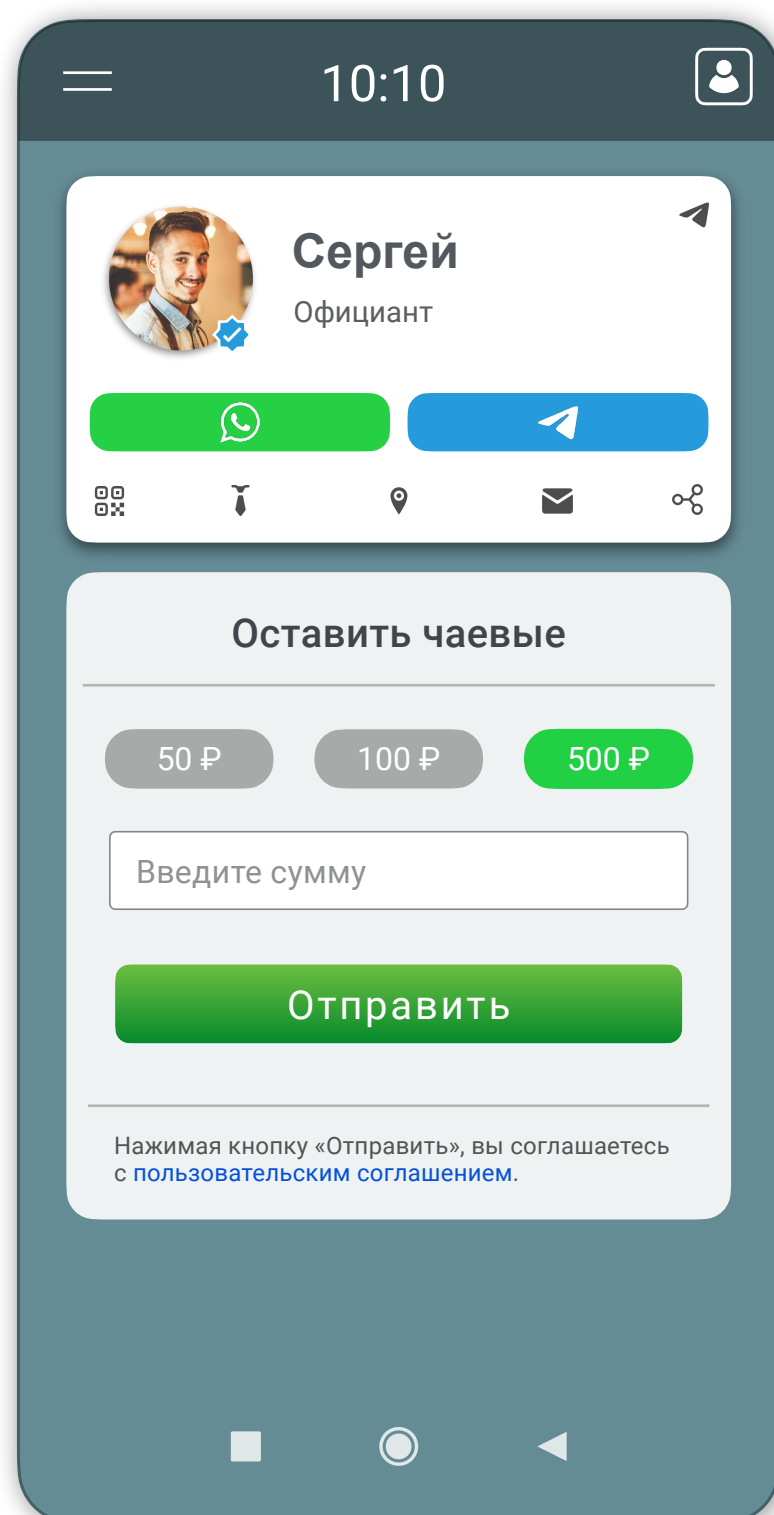 10:10
Сергей
Официант
Оставить чаевые
50 ₽
100 ₽
500 ₽
Введите сумму
Отправить
Нажимая кнопку «Отправить», вы соглашаетесь
с пользовательским соглашением.